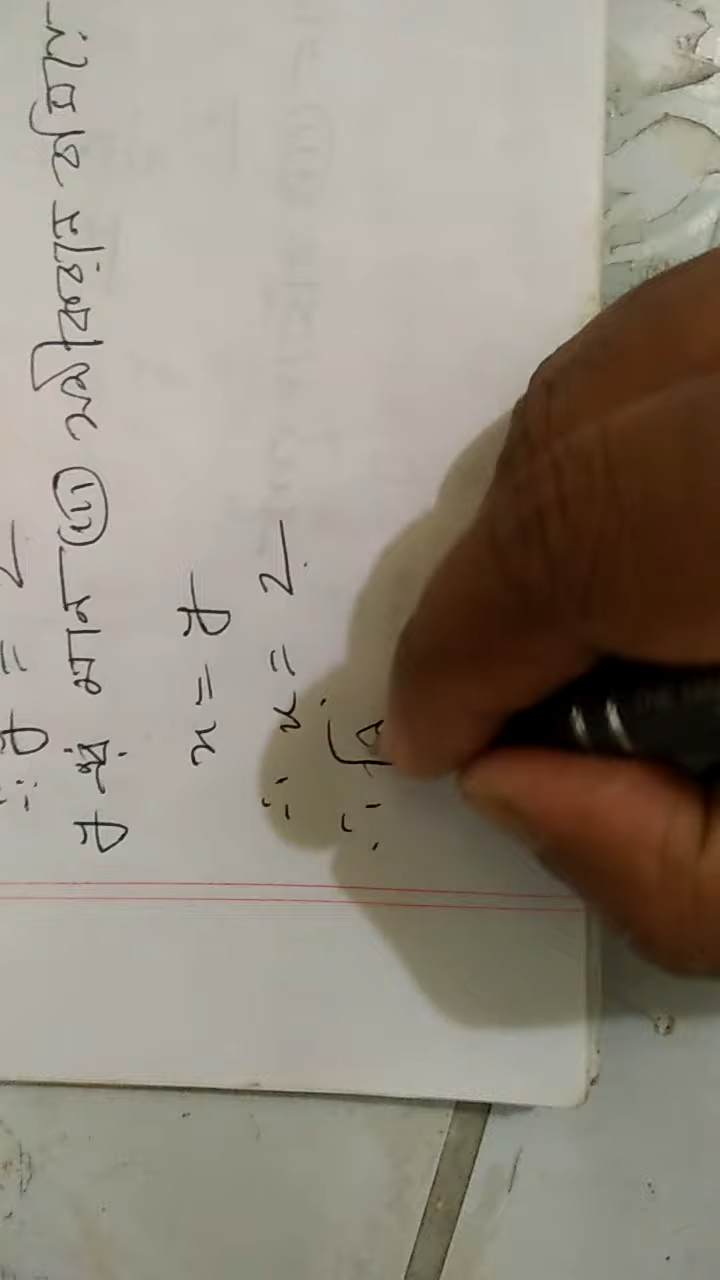 ∴ y = 2
y এর মান (iii) সমীকরণে বসিয়ে পাই-
x = y
∴ x = 2
∴